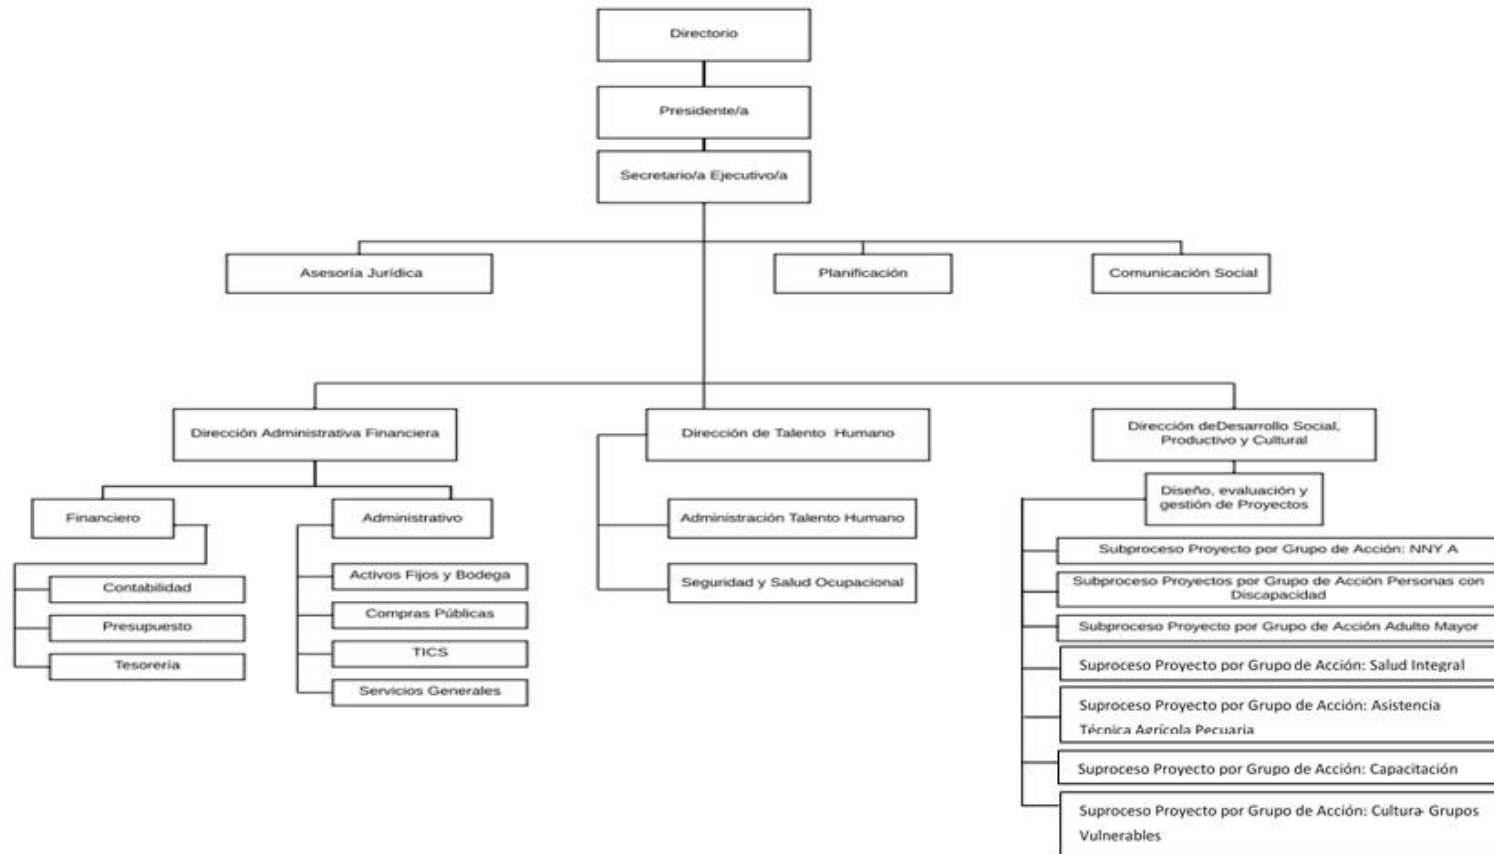 Directorio
Presidente/a
Secretario/a Ejecutivo/a
Asesoría Jurídica
Planificación
Comunicación Social
Dirección Administrativa Financiera
Dirección de Talento Humano
Dirección deDesarrollo Social,
Productivo y Cultural
Financiero
Administrativo
Contabilidad
Presupuesto
Tesorería
Activos Fijos y Bodega
Compras Públicas
TICS
Servicios Generales
Administración Talento Humano
Seguridad y Salud Ocupacional
Diseño, evaluación y
gestión de Proyectos
Subproceso Proyecto por Grupo de Acción: NNY A
Subproceso Proyectos por Grupo de Acción Personas con
Discapacidad
Subproceso Proyecto por Grupo de Acción Adulto Mayor
Suproceso Proyecto por Grupo de Acción: Salud Integral
Suproceso Proyecto por Grupo de Acción: Asistencia
Técnica Agrícola Pecuaria
Suproceso Proyecto por Grupo de Acción: Capacitación
Suproceso Proyecto por Grupo de Acción: Cultura- Grupos
Vulnerables